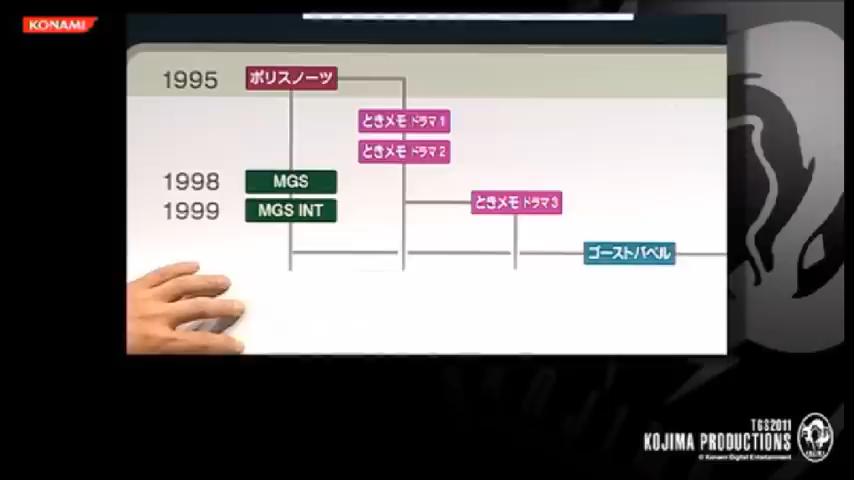 KONAMI
1995 ポリスノーツ
ときメモ ドラマ1
ときメモ ドラマ2
1998 MGS
ときメモ ドラマ3
1999 MGS INT
ゴーストバベル
TGS2011
KOJIMA PRODUCTIONS
© Konami Digital Entertainment